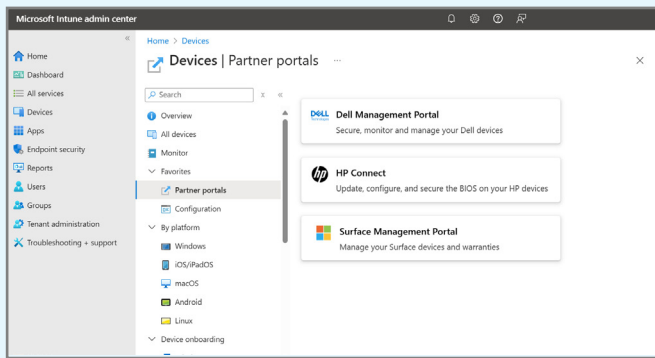 Microsoft Intune admin center
Home
Dashboard
All services
Devices
Apps
Endpoint security
Reports
Users
Groups
Tenant administration
Troubleshooting + support
Home > Devices
Devices | Partner portals ...
Search
Overview
All devices
Monitor
Favorites
Partner portals
Configuration
By platform
Windows
iOS/iPadOS
macOS
Android
Linux
Device onboarding
DELL Technologies
Dell Management Portal
Secure, monitor and manage your Dell devices
hp
HP Connect
Update, configure, and secure the BIOS on your HP devices
Surface Management Portal
Manage your Surface devices and warranties